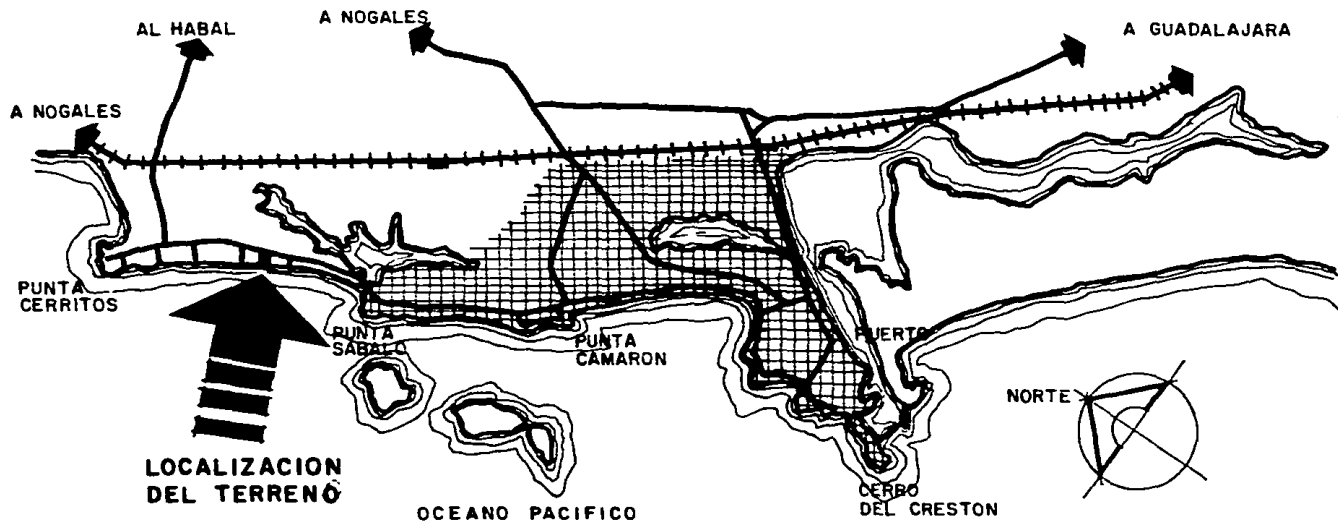 A NOGALES
AL HABAL
A GUADALAJARA
A NOGALES
PUNTA
CERRITOS
PUNTA
SABALO
PUNTA
CAMARON
PUERTO
NORTE
LOCALIZACION
DEL TERRENO
CERRO
DEL CRESTON
OCEANO PACIFICO